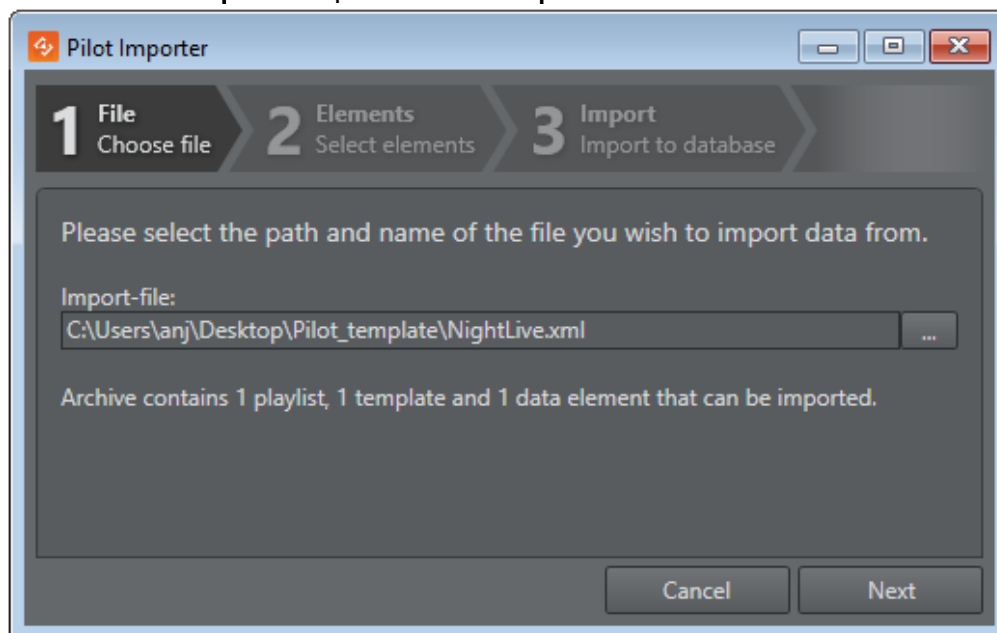 Pilot Importer
1 File
Choose file
2 Elements
Select elements
3 Import
Import to database
Please select the path and name of the file you wish to import data from.
Import-file:
C:\Users\anj\Desktop\Pilot_template\NightLive.xml
...
Archive contains 1 playlist, 1 template and 1 data element that can be imported.
Cancel
Next